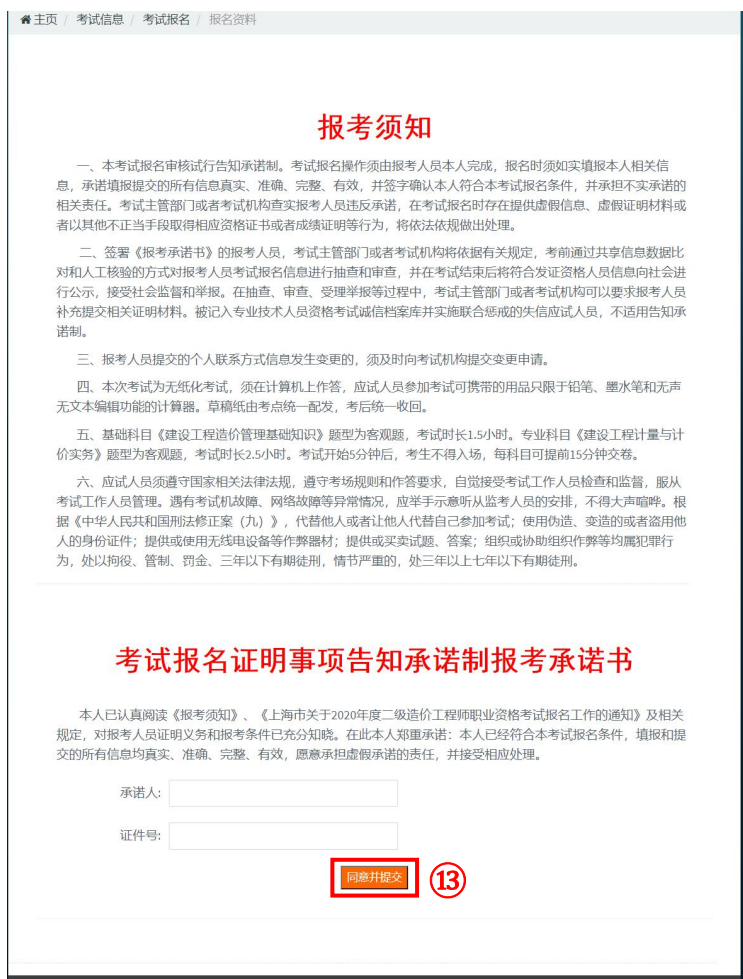 主页 / 考试信息 / 考试报名 / 报名资料
报考须知
一、本考试报名审核试行告知承诺制。考试报名操作须由报考人员本人完成，报名时须如实填报本人相关信
息，承诺填报提交的所有信息真实、准确、完整、有效，并签字确认本人符合本考试报名条件，并承担不实承诺的
相关责任。考试主管部门或者考试机构查实报考人员违反承诺，在考试报名时存在提供虚假信息、虚假证明材料或
者以其他不正当手段取得相应资格证书或者成绩证明等行为，将依法依规做出处理。
二、签署《报考承诺书》的报考人员，考试主管部门或者考试机构将依据有关规定，考前通过共享信息数据比
对和人工核验的方式对报考人员考试报名信息进行抽查和审查，并在考试结束后将符合发证资格人员信息向社会进
行公示，接受社会监督和举报。在抽查、审查、受理举报等过程中，考试主管部门或者考试机构可以要求报考人员
补充提交相关证明材料。被记入专业技术人员资格考试诚信档案库并实施联合惩戒的失信应试人员，不适用告知承
诺制。
三、报考人员提交的个人联系方式信息发生变更的，须及时向考试机构提交变更申请。
四、本次考试为无纸化考试，须在计算机上作答，应试人员参加考试可携带的用品只限于铅笔、墨水笔和无声
无文本编辑功能的计算器。草稿纸由考点统一配发，考后统一收回。
五、基础科目《建设工程造价管理基础知识》题型为客观题，考试时长1.5小时。专业科目《建设工程计量与计
价实务》题型为客观题，考试时长2.5小时。考试开始5分钟后，考生不得入场，每科目可提前15分钟交卷。
六、应试人员须遵守国家相关法律法规，遵守考场规则和作答要求，自觉接受考试工作人员检查和监督，服从
考试工作人员管理。遇有考试机故障、网络故障等异常情况，应举手示意听从监考人员的安排，不得大声喧哗。根
据《中华人民共和国刑法修正案（九）》，代替他人或者让他人代替自己参加考试；使用伪造、变造的或者盗用他
人的身份证件；提供或使用无线电设备等作弊器材；提供或买卖试题、答案；组织或协助组织作弊等均属犯罪行
为，处以拘役、管制、罚金、三年以下有期徒刑，情节严重的，处三年以上七年以下有期徒刑。
考试报名证明事项告知承诺制报考承诺书
本人已认真阅读《报考须知》、《上海市关于2020年度二级造价工程师职业资格考试报名工作的通知》及相关
规定，对报考人员证明义务和报考条件已充分知晓。在此本人郑重承诺：本人已经符合本考试报名条件，填报和提
交的所有信息均真实、准确、完整、有效，愿意承担虚假承诺的责任，并接受相应处理。
承诺人:
证件号:
同意并提交 ⑬